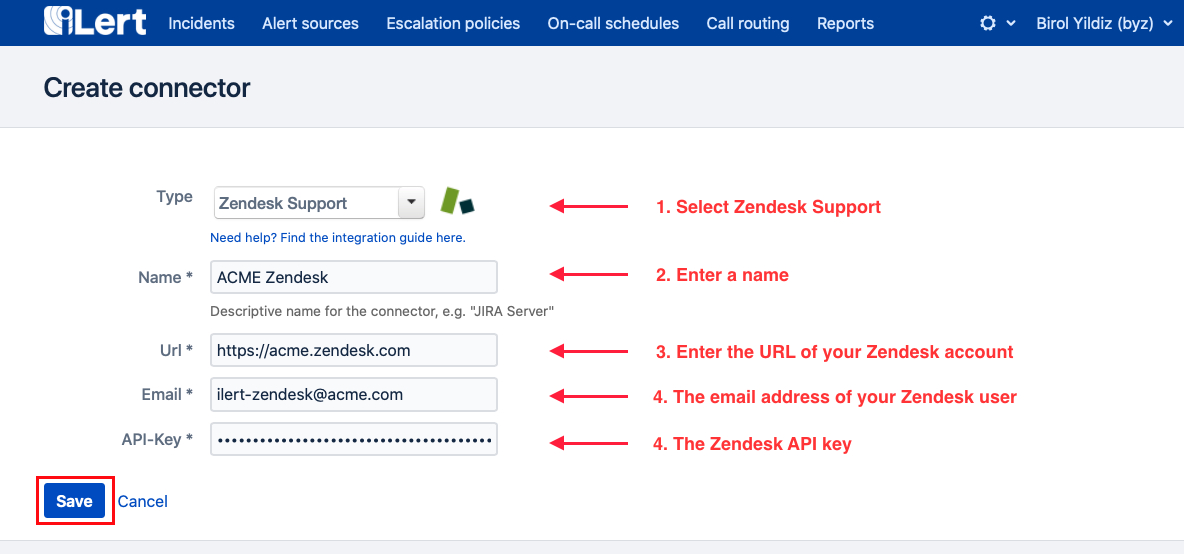 iLert Incidents Alert sources Escalation policies On-call schedules Call routing Reports Birol Yildiz (byz)
Create connector
Type Zendesk Support 1. Select Zendesk Support
Need help? Find the integration guide here.
Name * ACME Zendesk 2. Enter a name
Descriptive name for the connector, e.g. "JIRA Server"
Url * https://acme.zendesk.com 3. Enter the URL of your Zendesk account
Email * ilert-zendesk@acme.com 4. The email address of your Zendesk user
API-Key * 4. The Zendesk API key
Save Cancel